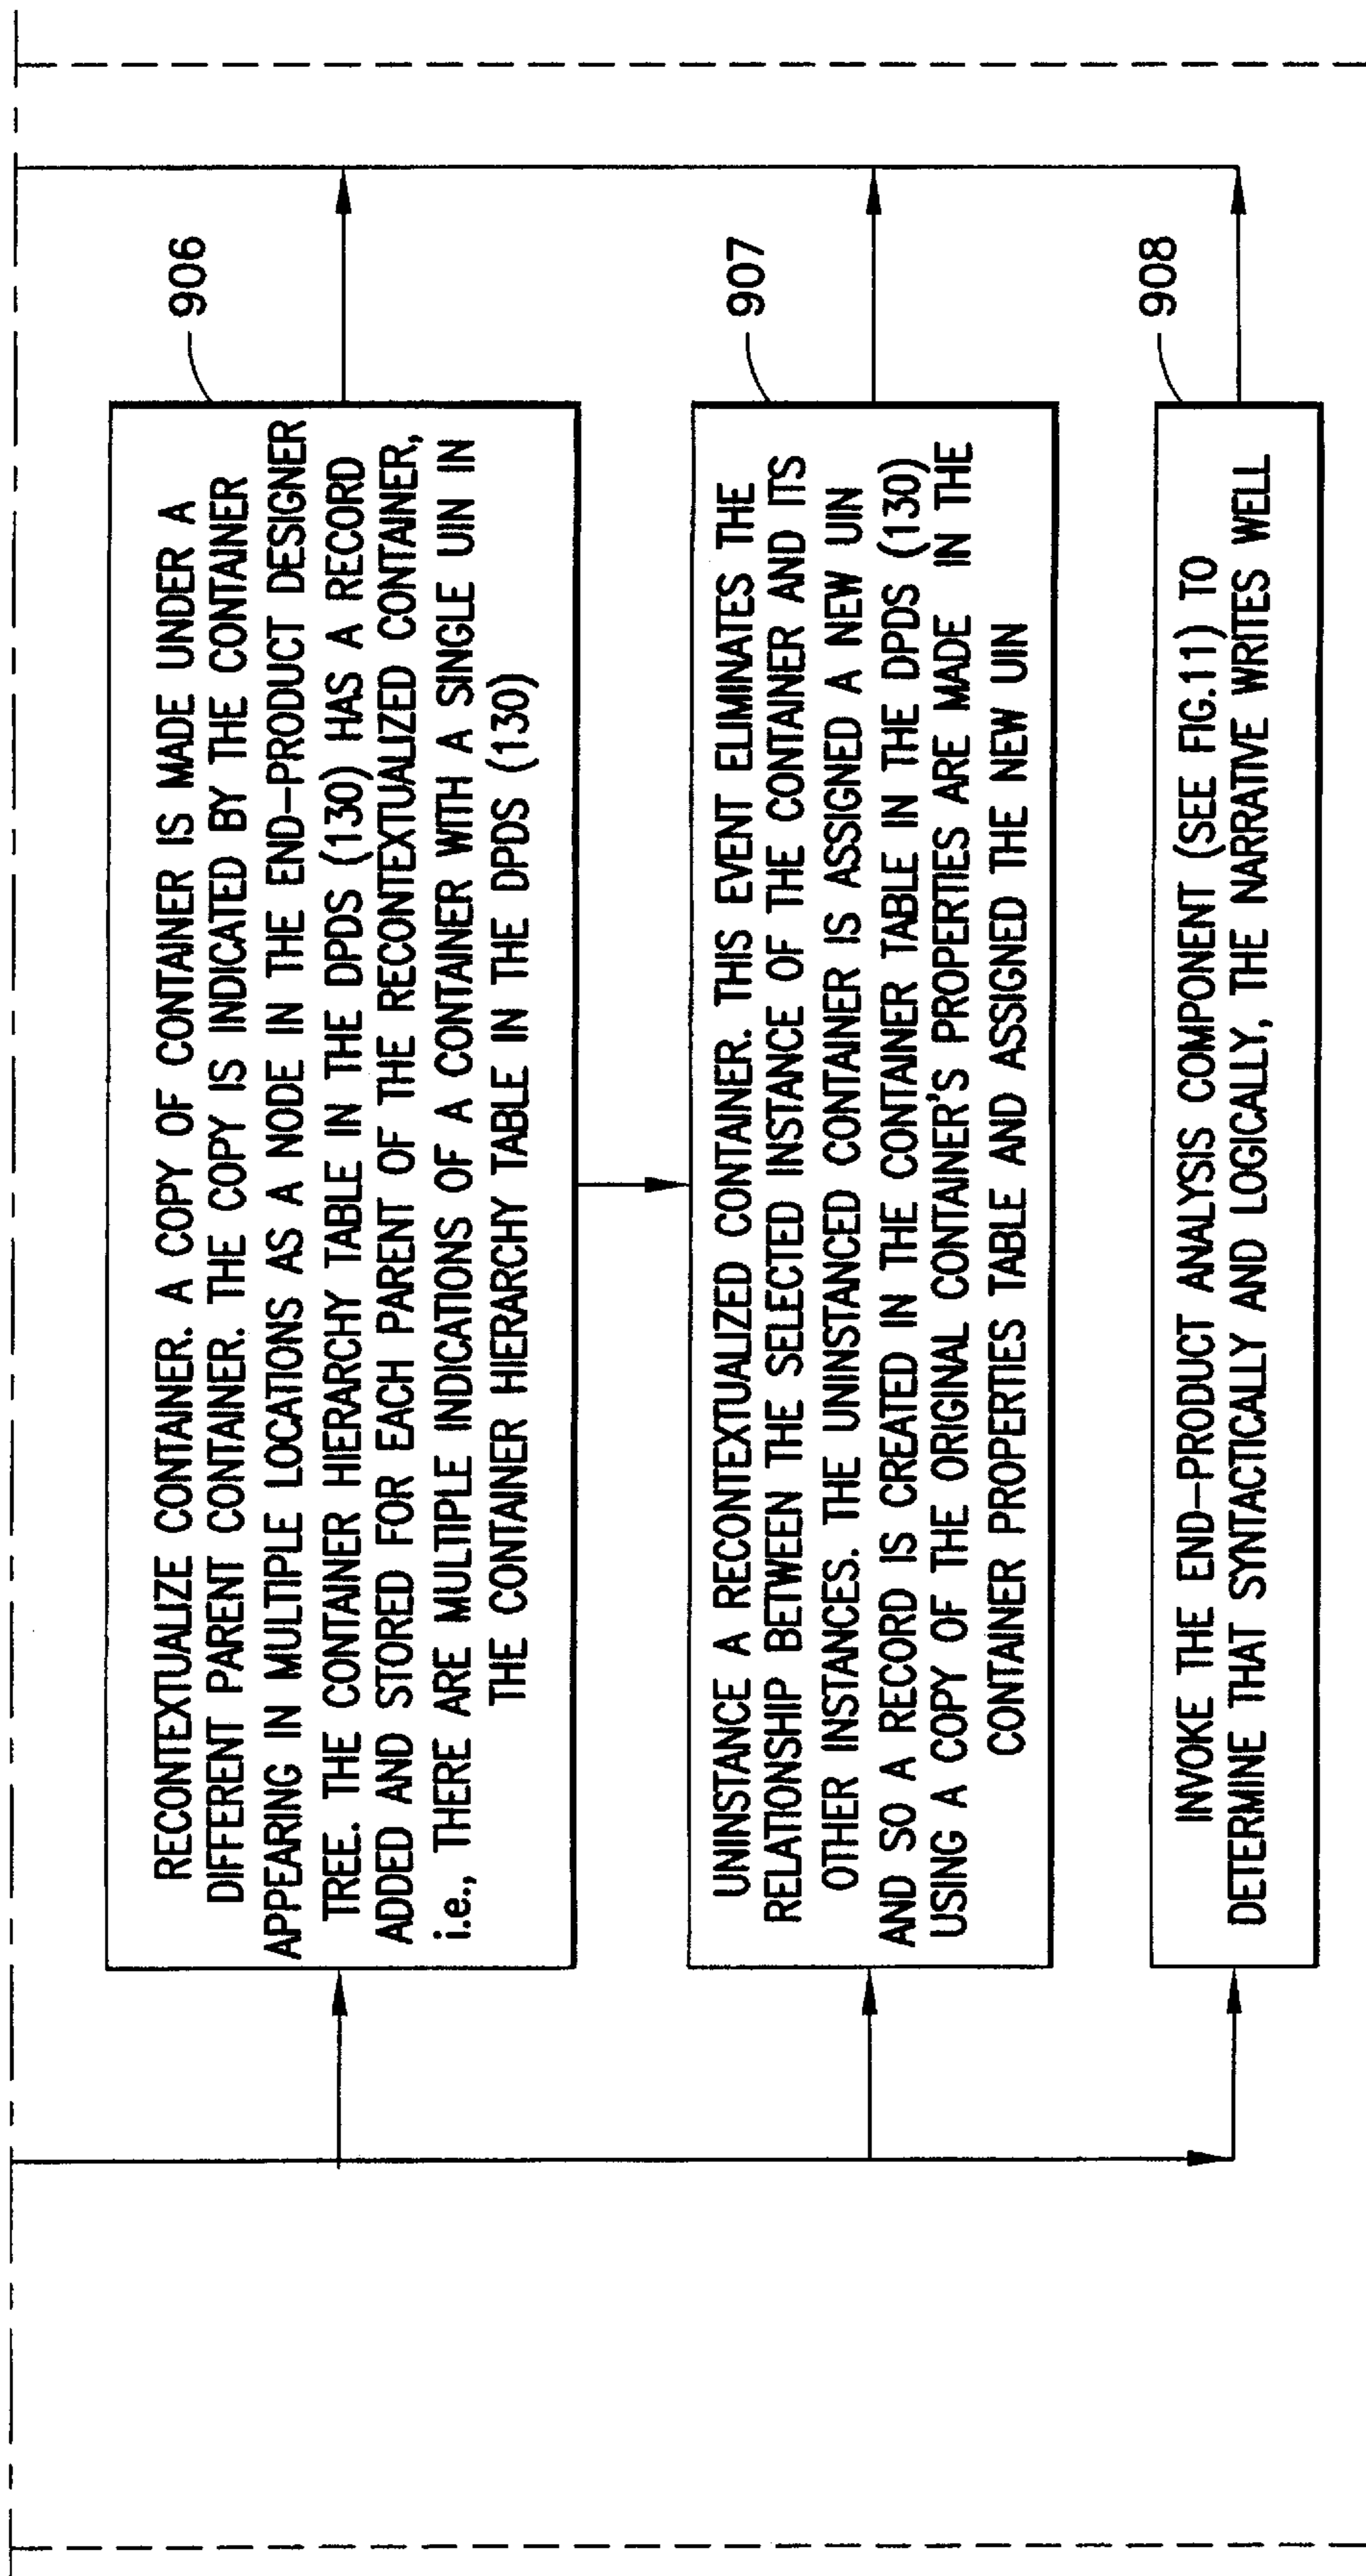 RECONTEXTUALIZE CONTAINER. A COPY OF CONTAINER IS MADE UNDER A
DIFFERENT PARENT CONTAINER. THE COPY IS INDICATED BY THE CONTAINER
APPEARING IN MULTIPLE LOCATIONS AS A NODE IN THE END-PRODUCT DESIGNER
TREE. THE CONTAINER HIERARCHY TABLE IN THE DPDS (130) HAS A RECORD
ADDED AND STORED FOR EACH PARENT OF THE RECONTEXTUALIZED CONTAINER,
i.e., THERE ARE MULTIPLE INDICATIONS OF A CONTAINER WITH A SINGLE UIN IN
THE CONTAINER HIERARCHY TABLE IN THE DPDS (130)
906
UNINSTANCE A RECONTEXTUALIZED CONTAINER. THIS EVENT ELIMINATES THE
RELATIONSHIP BETWEEN THE SELECTED INSTANCE OF THE CONTAINER AND ITS
OTHER INSTANCES. THE UNINSTANCED CONTAINER IS ASSIGNED A NEW UIN
AND SO A RECORD IS CREATED IN THE CONTAINER TABLE IN THE DPDS (130)
USING A COPY OF THE ORIGINAL CONTAINER'S PROPERTIES ARE MADE IN THE
CONTAINER PROPERTIES TABLE AND ASSIGNED THE NEW UIN
907
INVOKE THE END-PRODUCT ANALYSIS COMPONENT (SEE FIG.11) TO
DETERMINE THAT SYNTACTICALLY AND LOGICALLY, THE NARRATIVE WRITES WELL
908